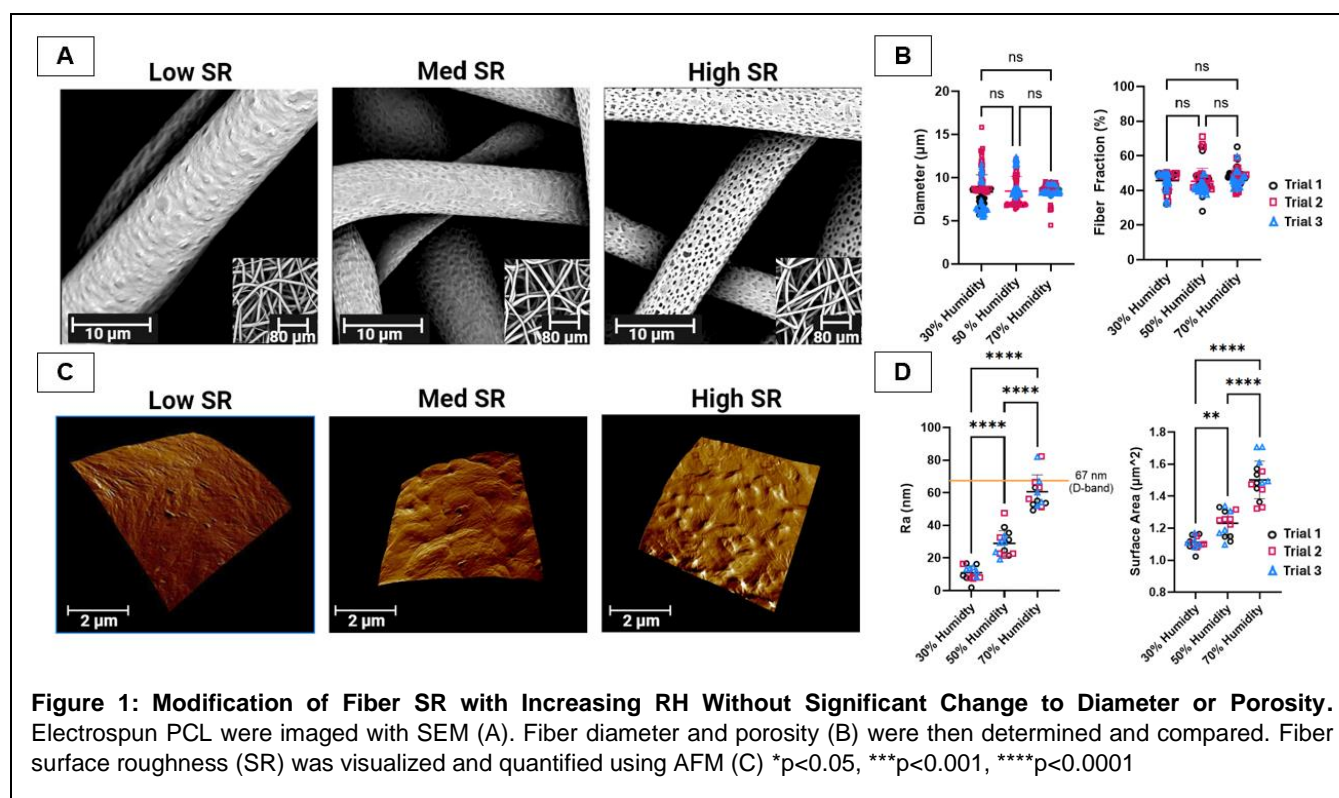 A
Low SR
Med SR
High SR
10 µm
80 µm
10 µm
80 µm
10 µm
80 µm
B
ns
ns
ns
20
15
10
5
0
Diameter (µm)
30% Humidity
50 % Humidity
70% Humidity
ns
ns
ns
100
80
60
40
20
0
Fiber Fraction (%)
30% Humidity
50% Humidity
70% Humidity
Trial 1
Trial 2
Trial 3
C
Low SR
Med SR
High SR
2 µm
2 µm
2 µm
D
****
****
****
100
80
60
40
20
0
Ra (nm)
67 nm
(D-band)
30% Humidity
50% Humidity
70% Humidity
****
****
**
1.8
1.6
1.4
1.2
1.0
0.8
Surface Area (µm^2)
30% Humidity
50% Humidity
70% Humidity
Trial 1
Trial 2
Trial 3
Figure 1: Modification of Fiber SR with Increasing RH Without Significant Change to Diameter or Porosity.
Electrospun PCL were imaged with SEM (A). Fiber diameter and porosity (B) were then determined and compared. Fiber
surface roughness (SR) was visualized and quantified using AFM (C) *p<0.05, ***p<0.001, ****p<0.0001